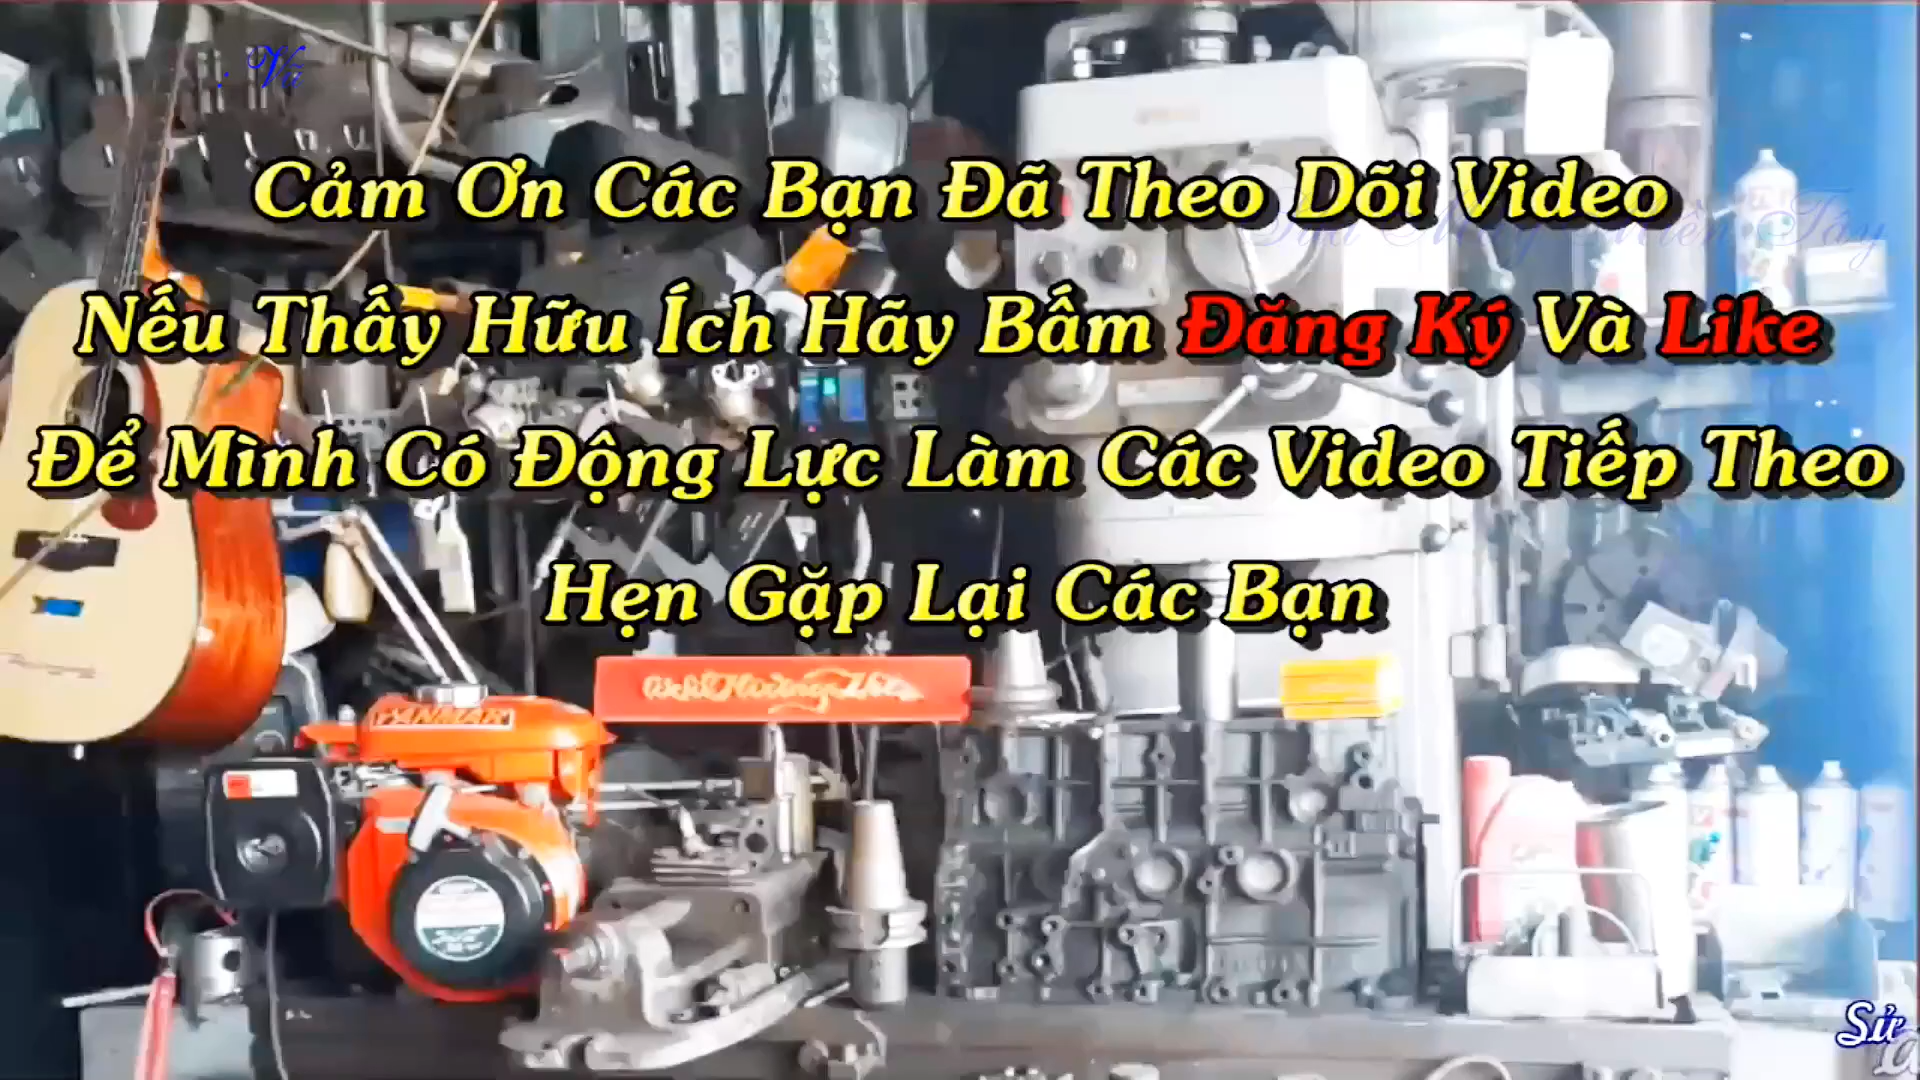 Cảm Ơn Các Bạn Đã Theo Dõi Video
Nếu Thấy Hữu Ích Hãy Bấm Đăng Ký Và Like
Để Mình Có Động Lực Làm Các Video Tiếp Theo
Hẹn Gặp Lại Các Bạn
YANMAR
Sử